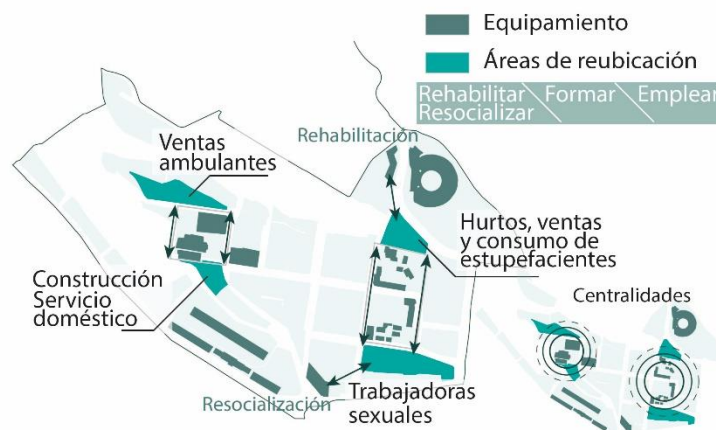 Equipamiento
Áreas de reubicación
Rehabilitar Formar Emplear
Resocializar
Ventas
ambulantes
Rehabilitación
Hurtos, ventas
y consumo de
estupefacientes
Construcción
Servicio
doméstico
Centralidades
Resocialización
Trabajadoras
sexuales